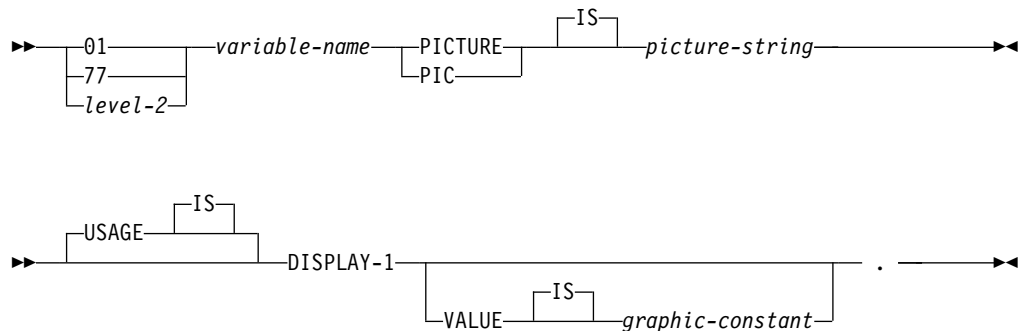 IS
01 variable-name PICTURE IS picture-string
77 PIC
level-2
IS
USAGE
DISPLAY-1 .
IS
VALUE graphic-constant